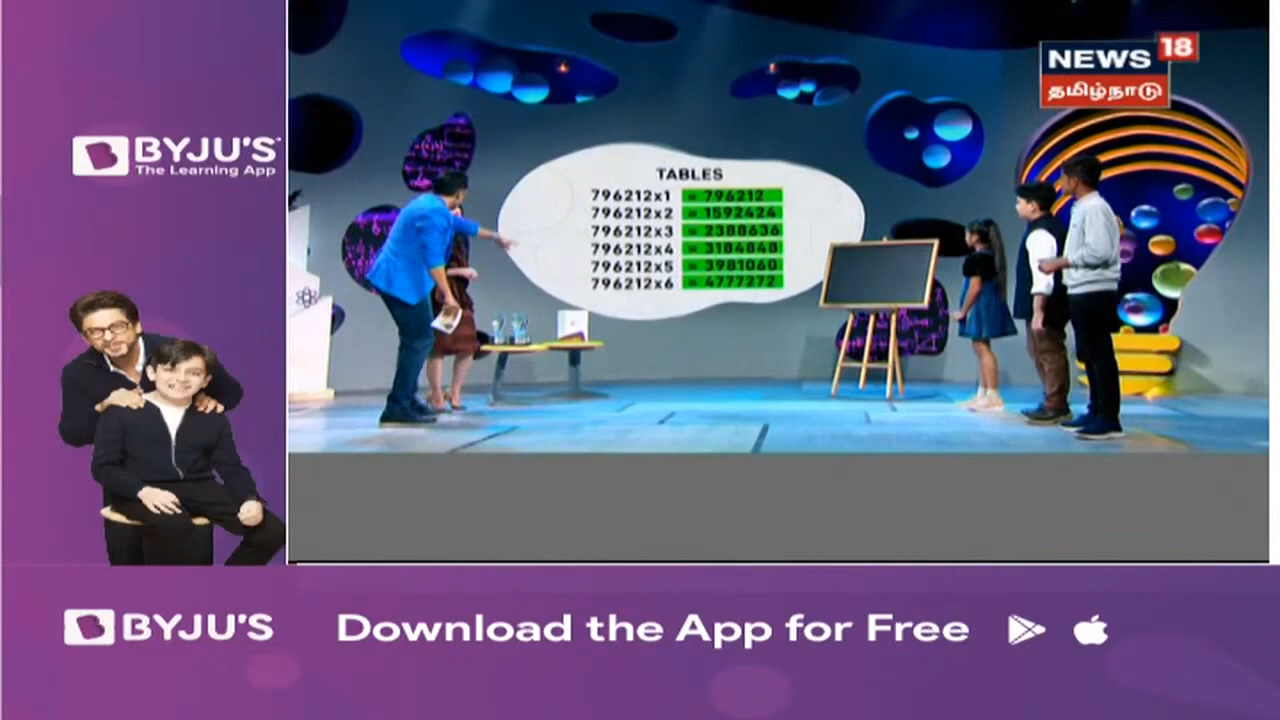 BYJU'S
The Learning App
NEWS 18
தமிழ்நாடு
TABLES
796212x1 = 796212
796212x2 = 1592424
796212x3 = 2388636
796212x4 = 3184848
796212x5 = 3981060
796212x6 = 4777272
BYJU'S Download the App for Free